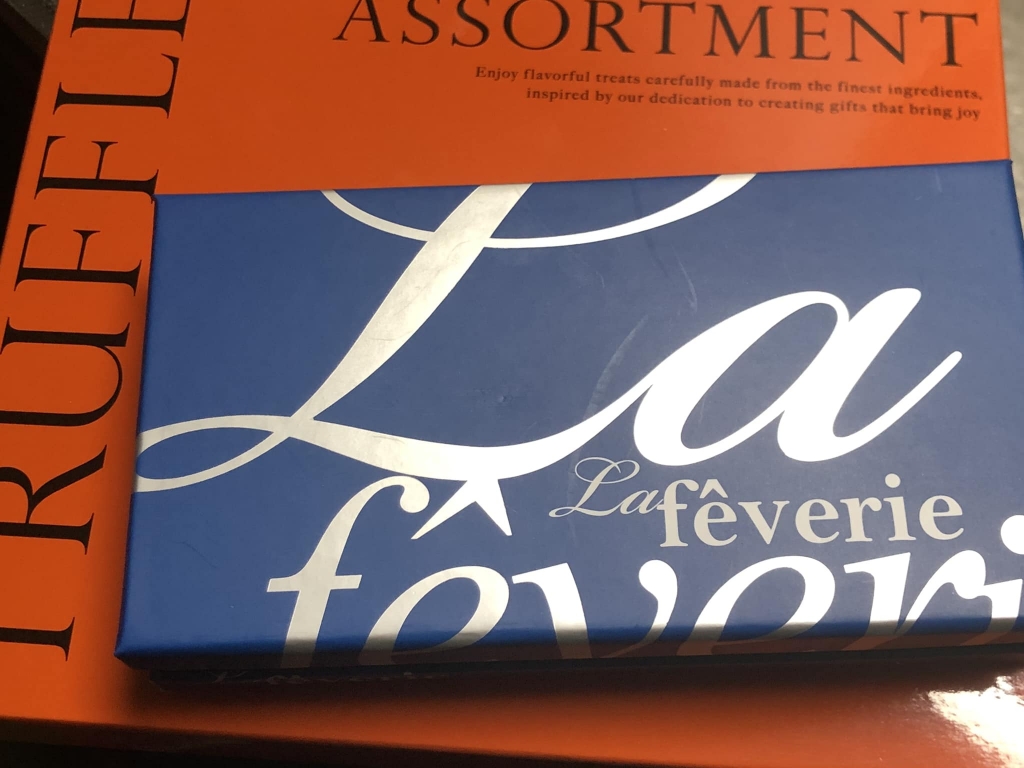 ASSORTMENT
Enjoy flavorful treats carefully made from the finest ingredients,
inspired by our dedication to creating gifts that bring joy
TRUFFLE
La
fêveri
La fêverie